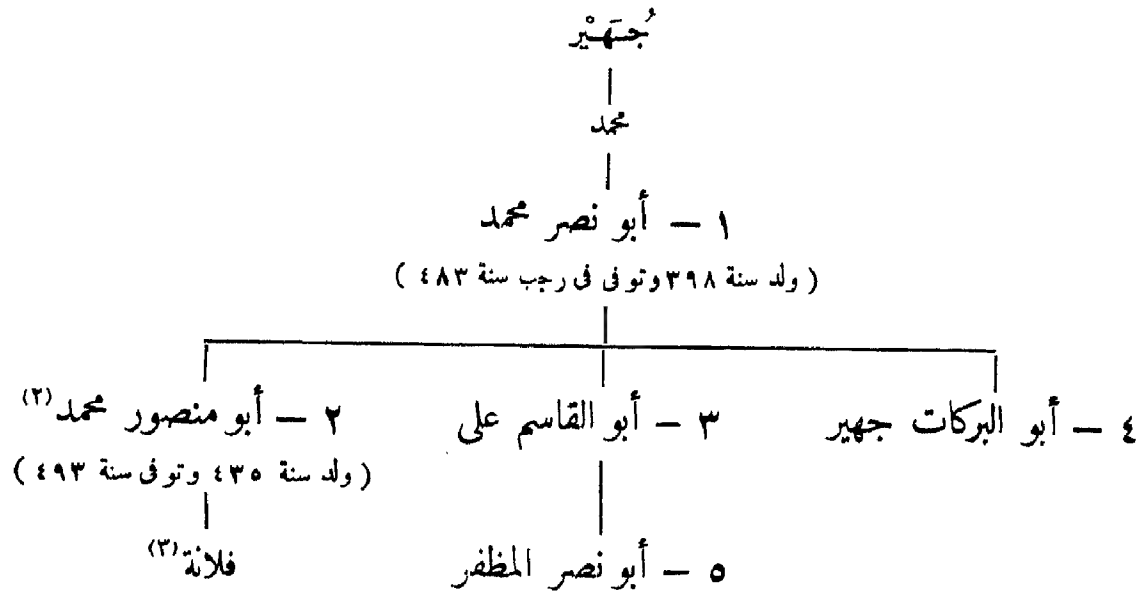 جُهَيْر
محمد
١ — أبو نصر محمد
( ولد سنة ٣٩٨ وتوفى فى رجب سنة ٤٨٣ )
٤ — أبو البركات جهير
٣ — أبو القاسم على
٢ — أبو منصور محمد (٢)
( ولد سنة ٤٣٥ وتوفى سنة ٤٩٣ )
٥ — أبو نصر المظفر
فلانة (٣)